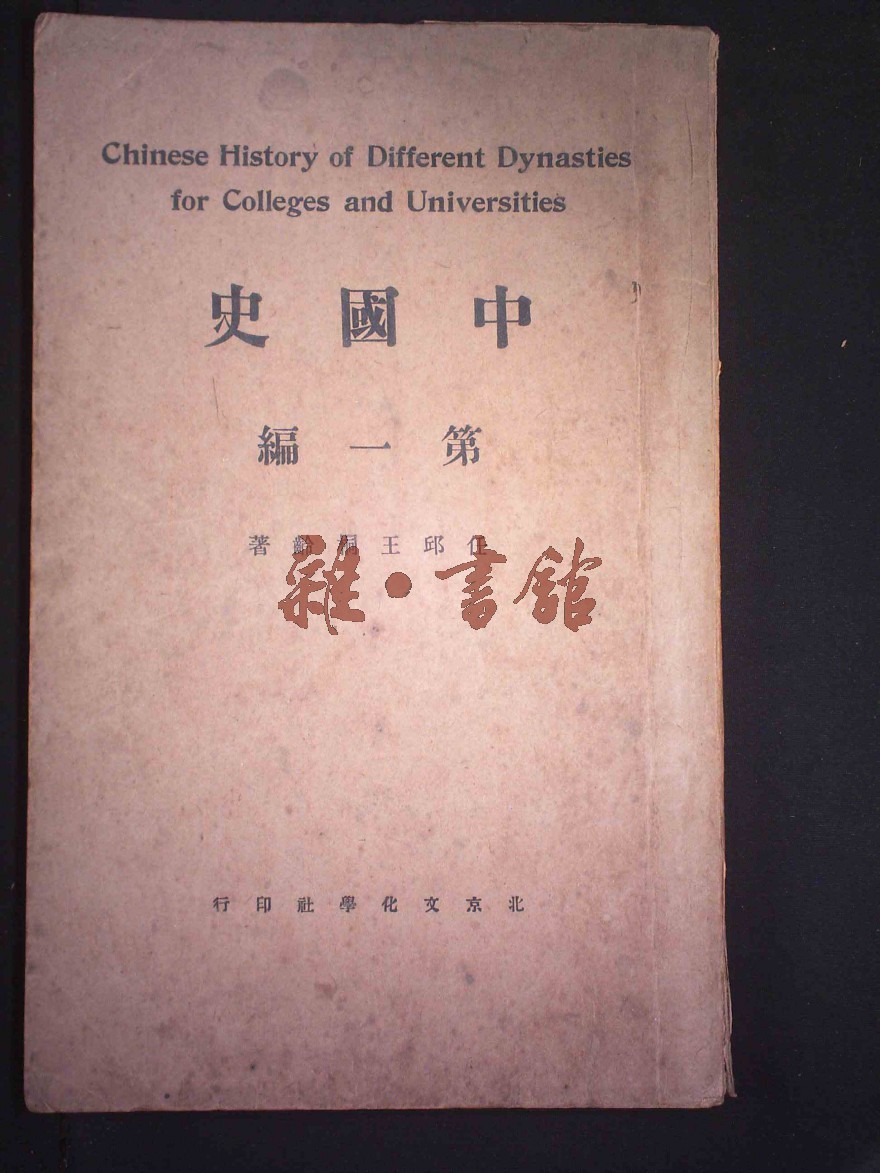 Chinese History of Different Dynasties
for Colleges and Universities
中國史
第一編
任邱王桐齡著
雜·書館
北京文化學社印行